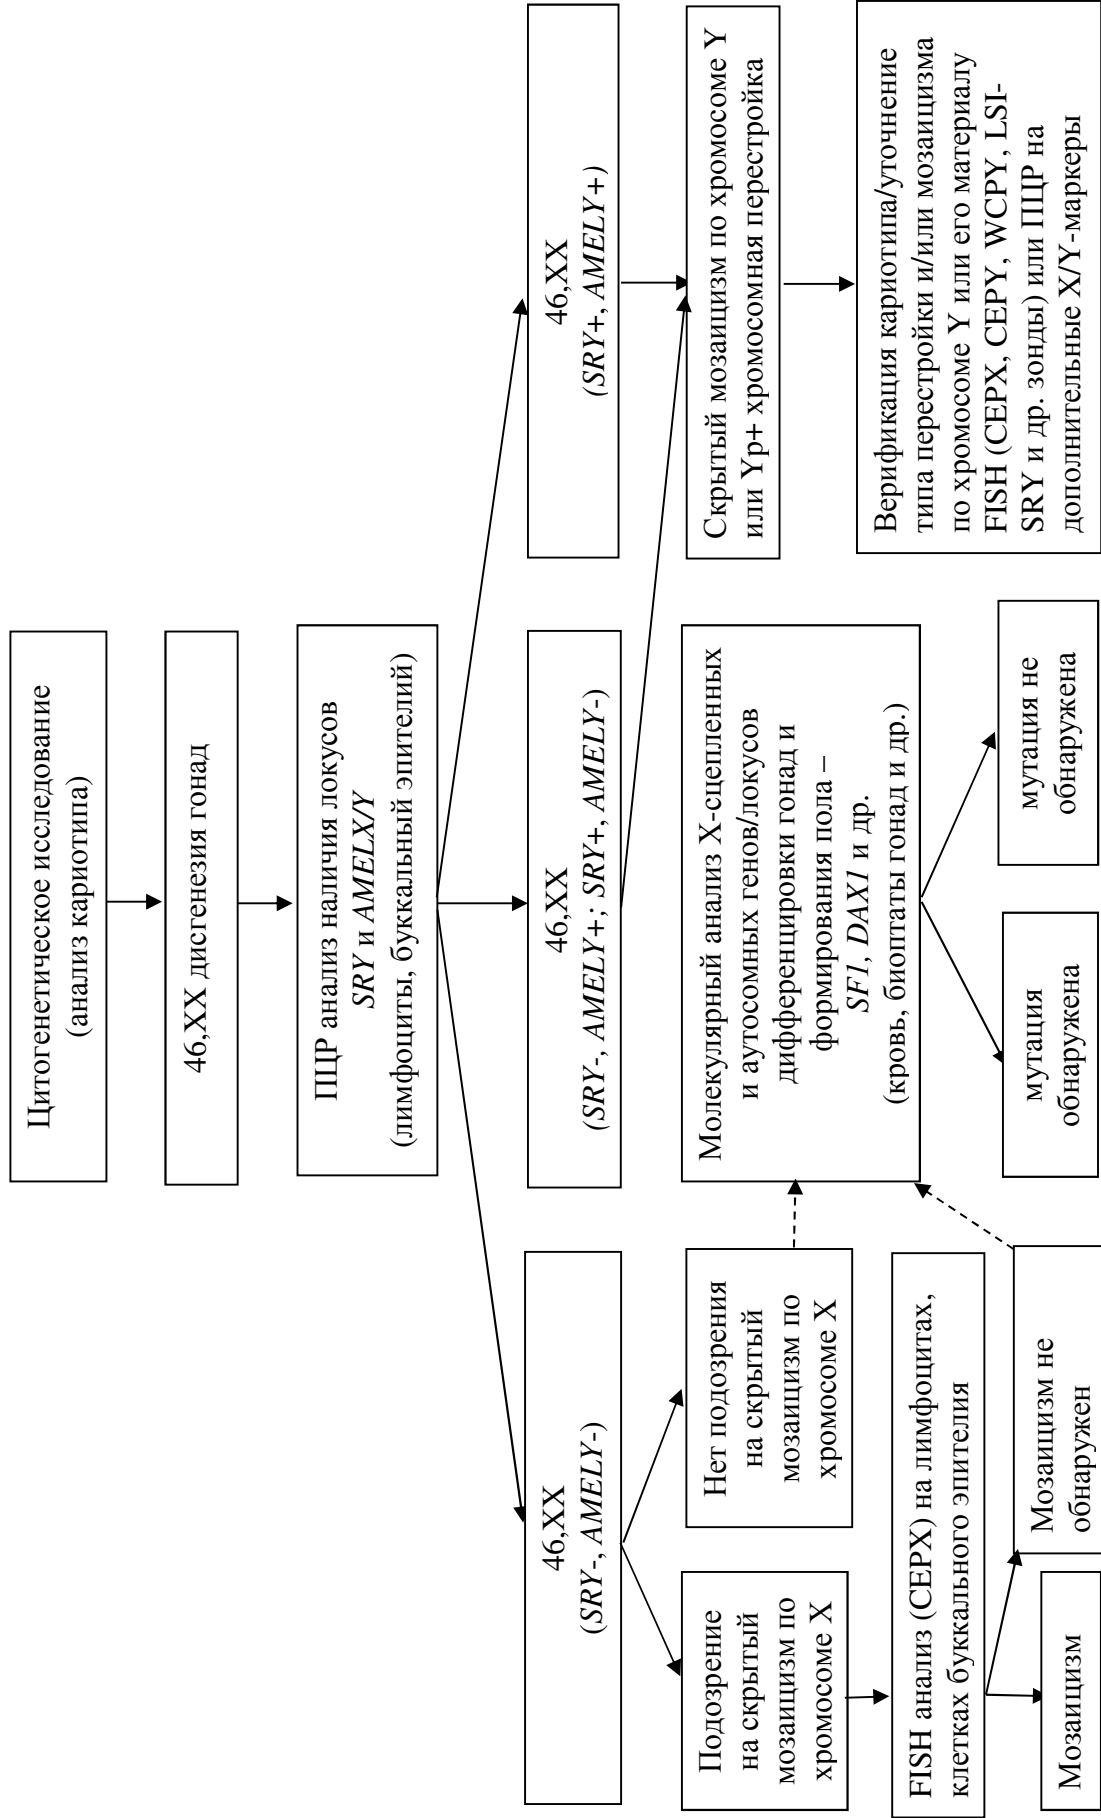 Цитогенетическое исследование
(анализ кариотипа)
46,XX дисгенезия гонад
ПЦР анализ наличия локусов
SRY и AMELX/Y
(лимфоциты, буккальный эпителий)
46,XX
(SRY-, AMELY-)
46,XX
(SRY-, AMELY+; SRY+, AMELY-)
46,XX
(SRY+, AMELY+)
Подозрение
на скрытый
мозаицизм по
хромосоме X
Нет подозрения
на скрытый
мозаицизм по
хромосоме X
Молекулярный анализ X-сцепленных
и аутосомных генов/локусов
дифференцировки гонад и
формирования пола –
SF1, DAX1 и др.
(кровь, биоптаты гонад и др.)
Скрытый мозаицизм по хромосоме Y
или Yp+ хромосомная перестройка
FISH анализ (CEPX) на лимфоцитах,
клетках буккального эпителия
Верификация кариотипа/уточнение
типа перестройки и/или мозаицизма
по хромосоме Y или его материалу
FISH (CEPX, CEPY, WCPY, LSI-
SRY и др. зонды) или ПЦР на
дополнительные X/Y-маркеры
Мозаицизм
Мозаицизм не
обнаружен
мутация
обнаружена
мутация не
обнаружена